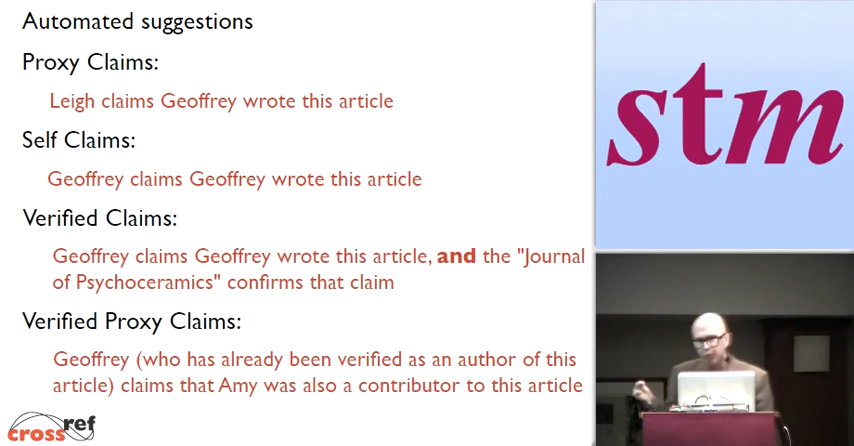 Automated suggestions
Proxy Claims:
Leigh claims Geoffrey wrote this article
Self Claims:
Geoffrey claims Geoffrey wrote this article
Verified Claims:
Geoffrey claims Geoffrey wrote this article, and the "Journal
of Psychoceramics" confirms that claim
Verified Proxy Claims:
Geoffrey (who has already been verified as an author of this
article) claims that Amy was also a contributor to this article
crossref
stm